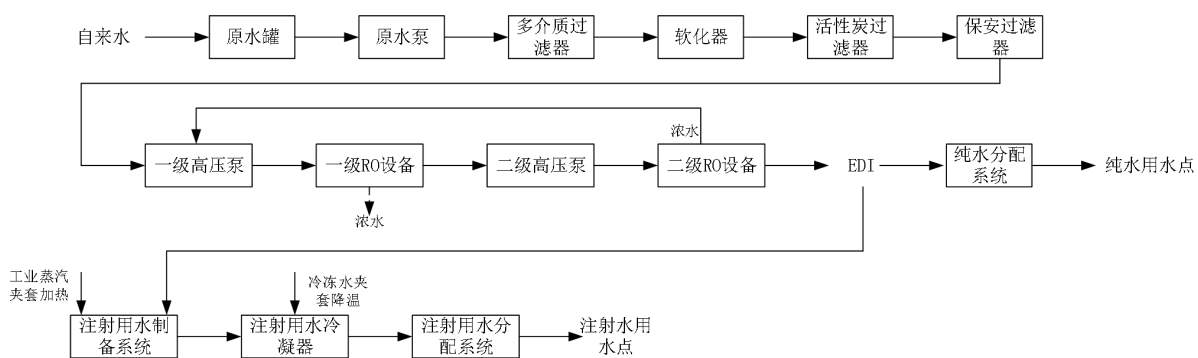 自来水
原水罐
原水泵
多介质过
滤器
软化器
活性炭过
滤器
保安过滤
器
浓水
一级高压泵
一级RO设备
二级高压泵
二级RO设备
EDI
纯水分配
系统
纯水用水点
浓水
工业蒸汽
夹套加热
冷冻水夹
套降温
注射用水制
备系统
注射用水冷
凝器
注射用水分
配系统
注射水用
水点